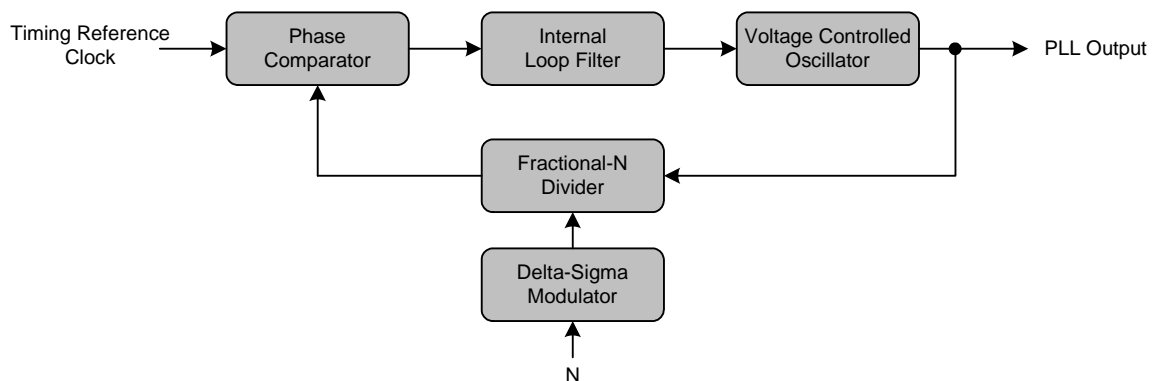 Timing Reference
Clock
Phase
Comparator
Internal
Loop Filter
Voltage Controlled
Oscillator
PLL Output
Fractional-N
Divider
Delta-Sigma
Modulator
N